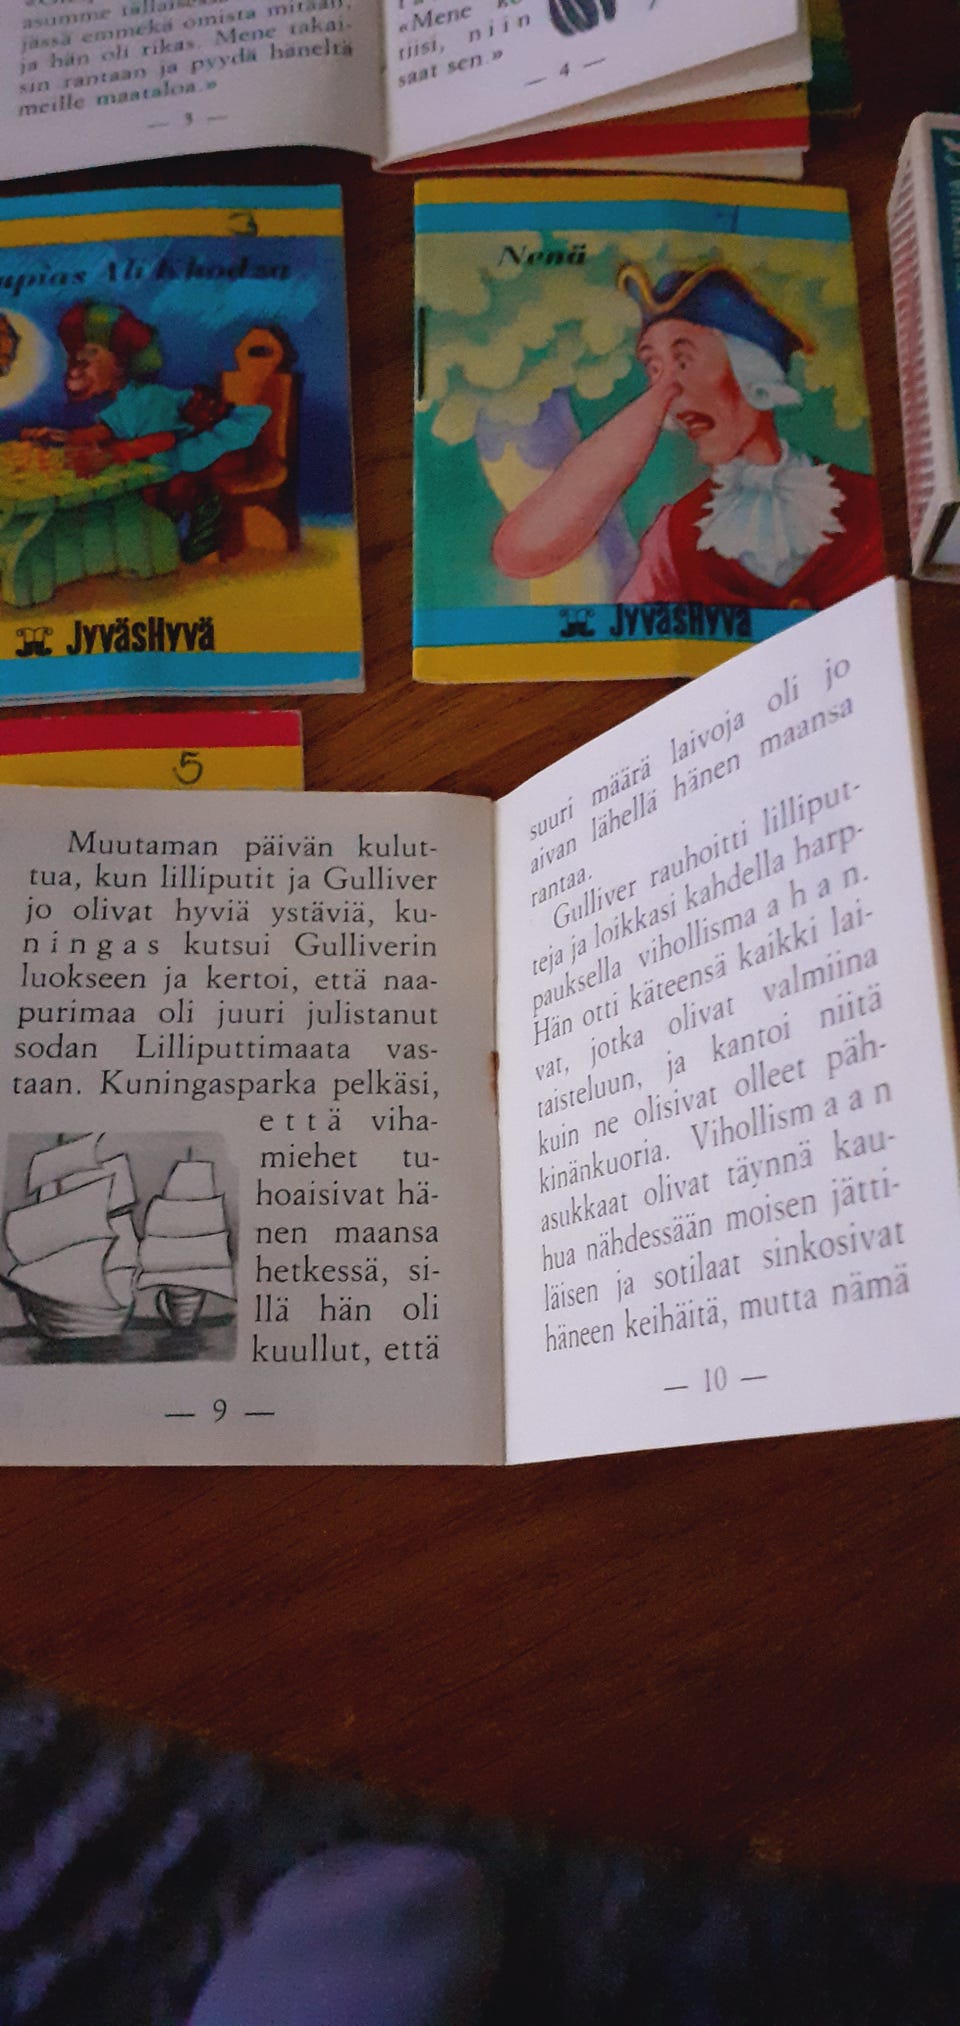 asumme tällaisessa
jässä emmekä omista mitään,
ja hän oli rikas. Mene takai-
sin rantaan ja pyydä häneltä
meille maataloa.»
— 3 —
«Mene
tiisi, niin
saat sen.»
— 4 —
3
Ali Khodza
JyväsHyvä
1
Nenä
JyväsHyvä
5
Muutaman päivän kulut-
tua, kun lilliputit ja Gulliver
jo olivat hyviä ystäviä, ku-
ningas kutsui Gulliverin
luokseen ja kertoi, että naa-
purimaa oli juuri julistanut
sodan Lilliputtimaata vas-
taan. Kuningasparka pelkäsi,
että viha-
miehet tu-
hoaisivat hä-
nen maansa
hetkessä, si-
llä hän oli
kuullut, että
— 9 —
suuri määrä laivoja oli jo
aivan lähellä hänen maansa
rantaa.
Gulliver rauhoitti lilliput-
teja ja loikkasi kahdella harp-
pauksella vihollismaahan.
Hän otti käteensä kaikki lai-
vat, jotka olivat valmiina
taisteluun, ja kantoi niitä
kuin ne olisivat olleet päh-
kinänkuoria. Vihollismaan
asukkaat olivat täynnä kau-
hua nähdessään moisen jätti-
läisen ja sotilaat sinkosivat
häneen keihäitä, mutta nämä
— 10 —